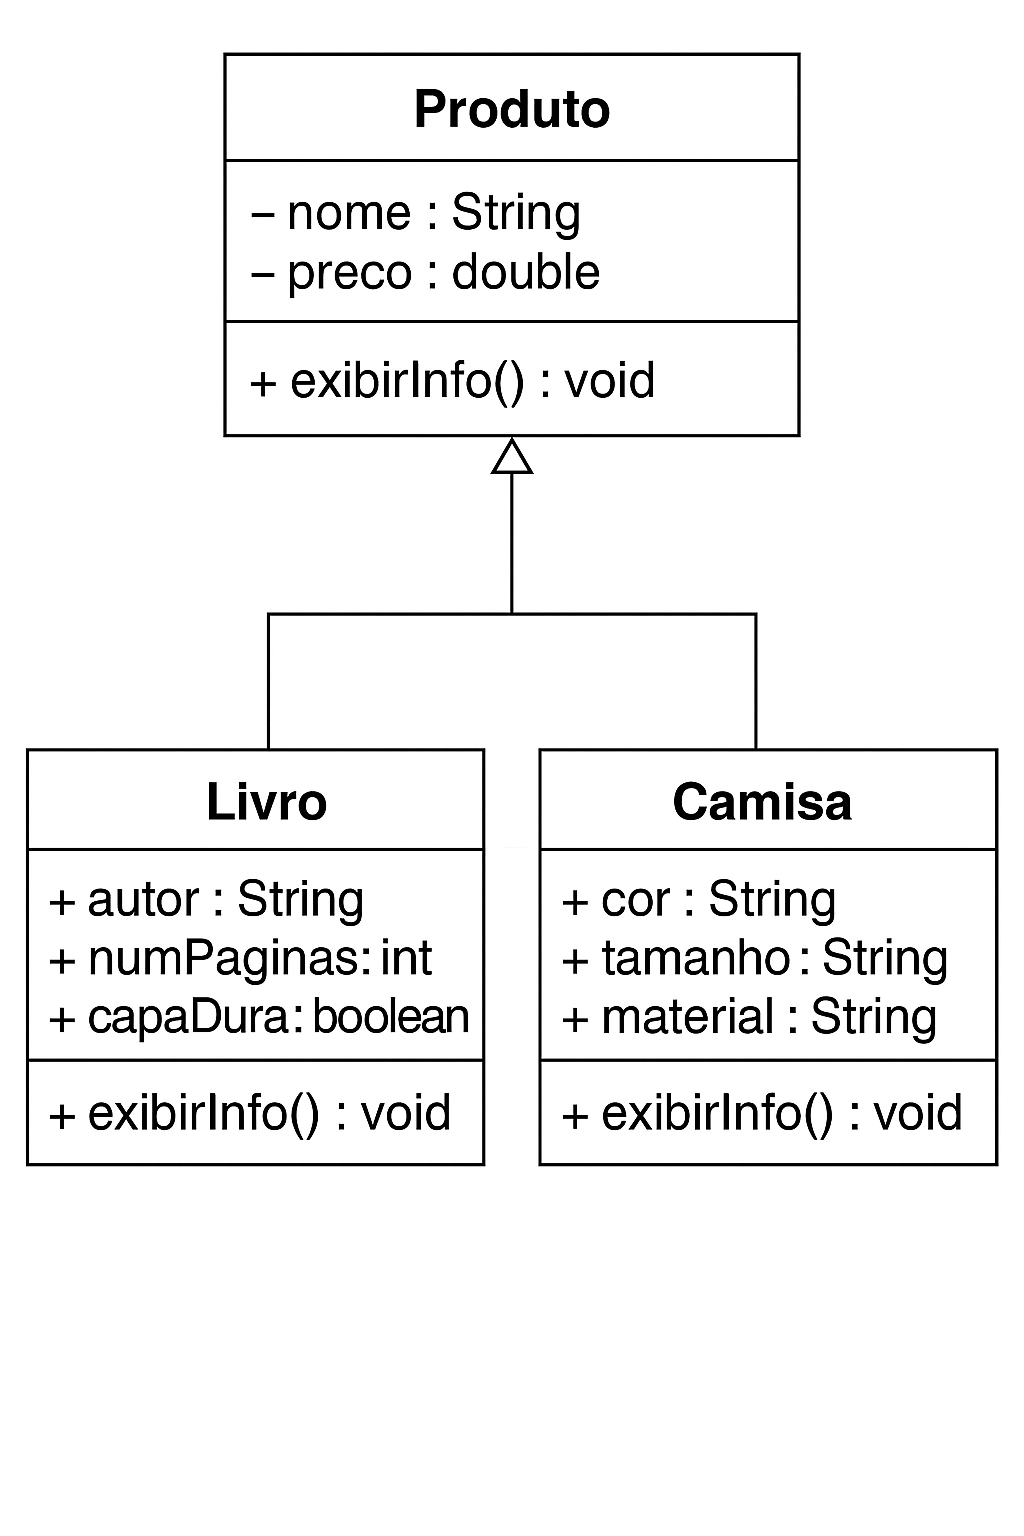 Produto
– nome : String
– preco : double
+ exibirInfo() : void
Livro
+ autor : String
+ numPaginas: int
+ capaDura: boolean
+ exibirInfo() : void
Camisa
+ cor : String
+ tamanho : String
+ material : String
+ exibirInfo() : void